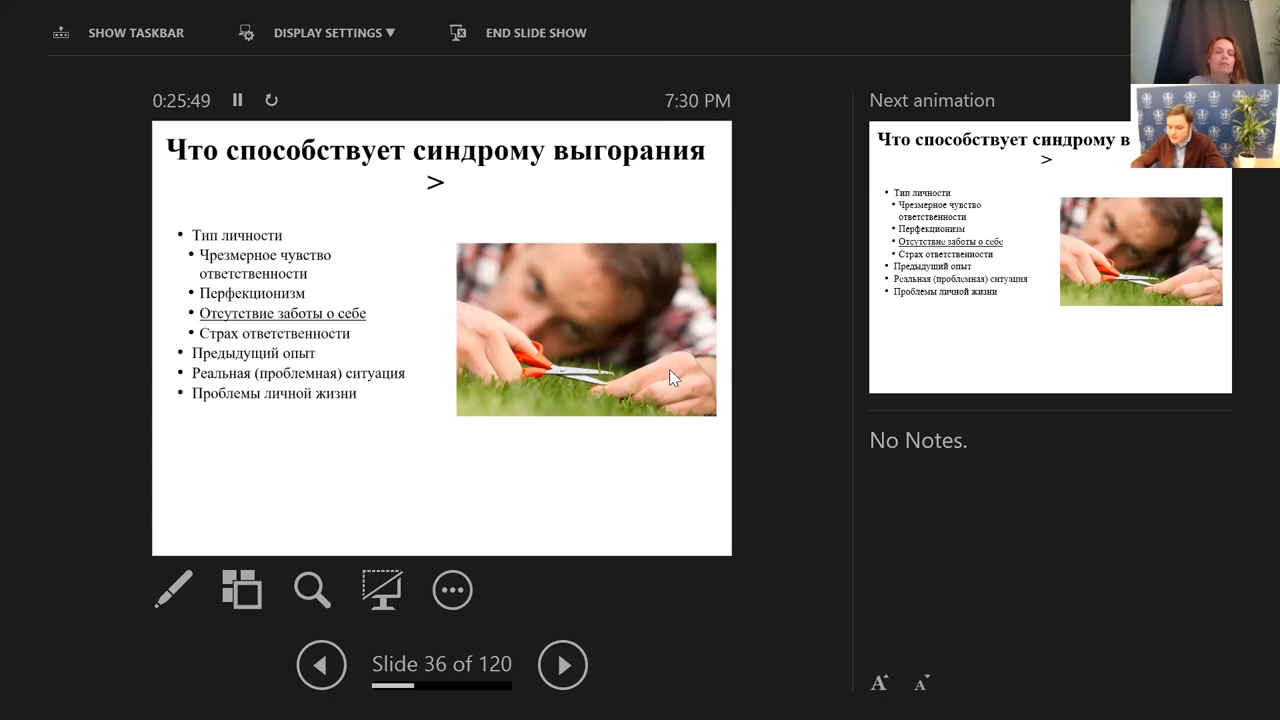 SHOW TASKBAR
DISPLAY SETTINGS ▼
END SLIDE SHOW
0:25:49
7:30 PM
Что способствует синдрому выгорания
>
• Тип личности
• Чрезмерное чувство
ответственности
• Перфекционизм
• Отсутствие заботы о себе
• Страх ответственности
• Предыдущий опыт
• Реальная (проблемная) ситуация
• Проблемы личной жизни
Slide 36 of 120
Next animation
Что способствует синдрому в
>
• Тип личности
• Чрезмерное чувство
ответственности
• Перфекционизм
• Отсутствие заботы о себе
• Страх ответственности
• Предыдущий опыт
• Реальная (проблемная) ситуация
• Проблемы личной жизни
No Notes.
A A